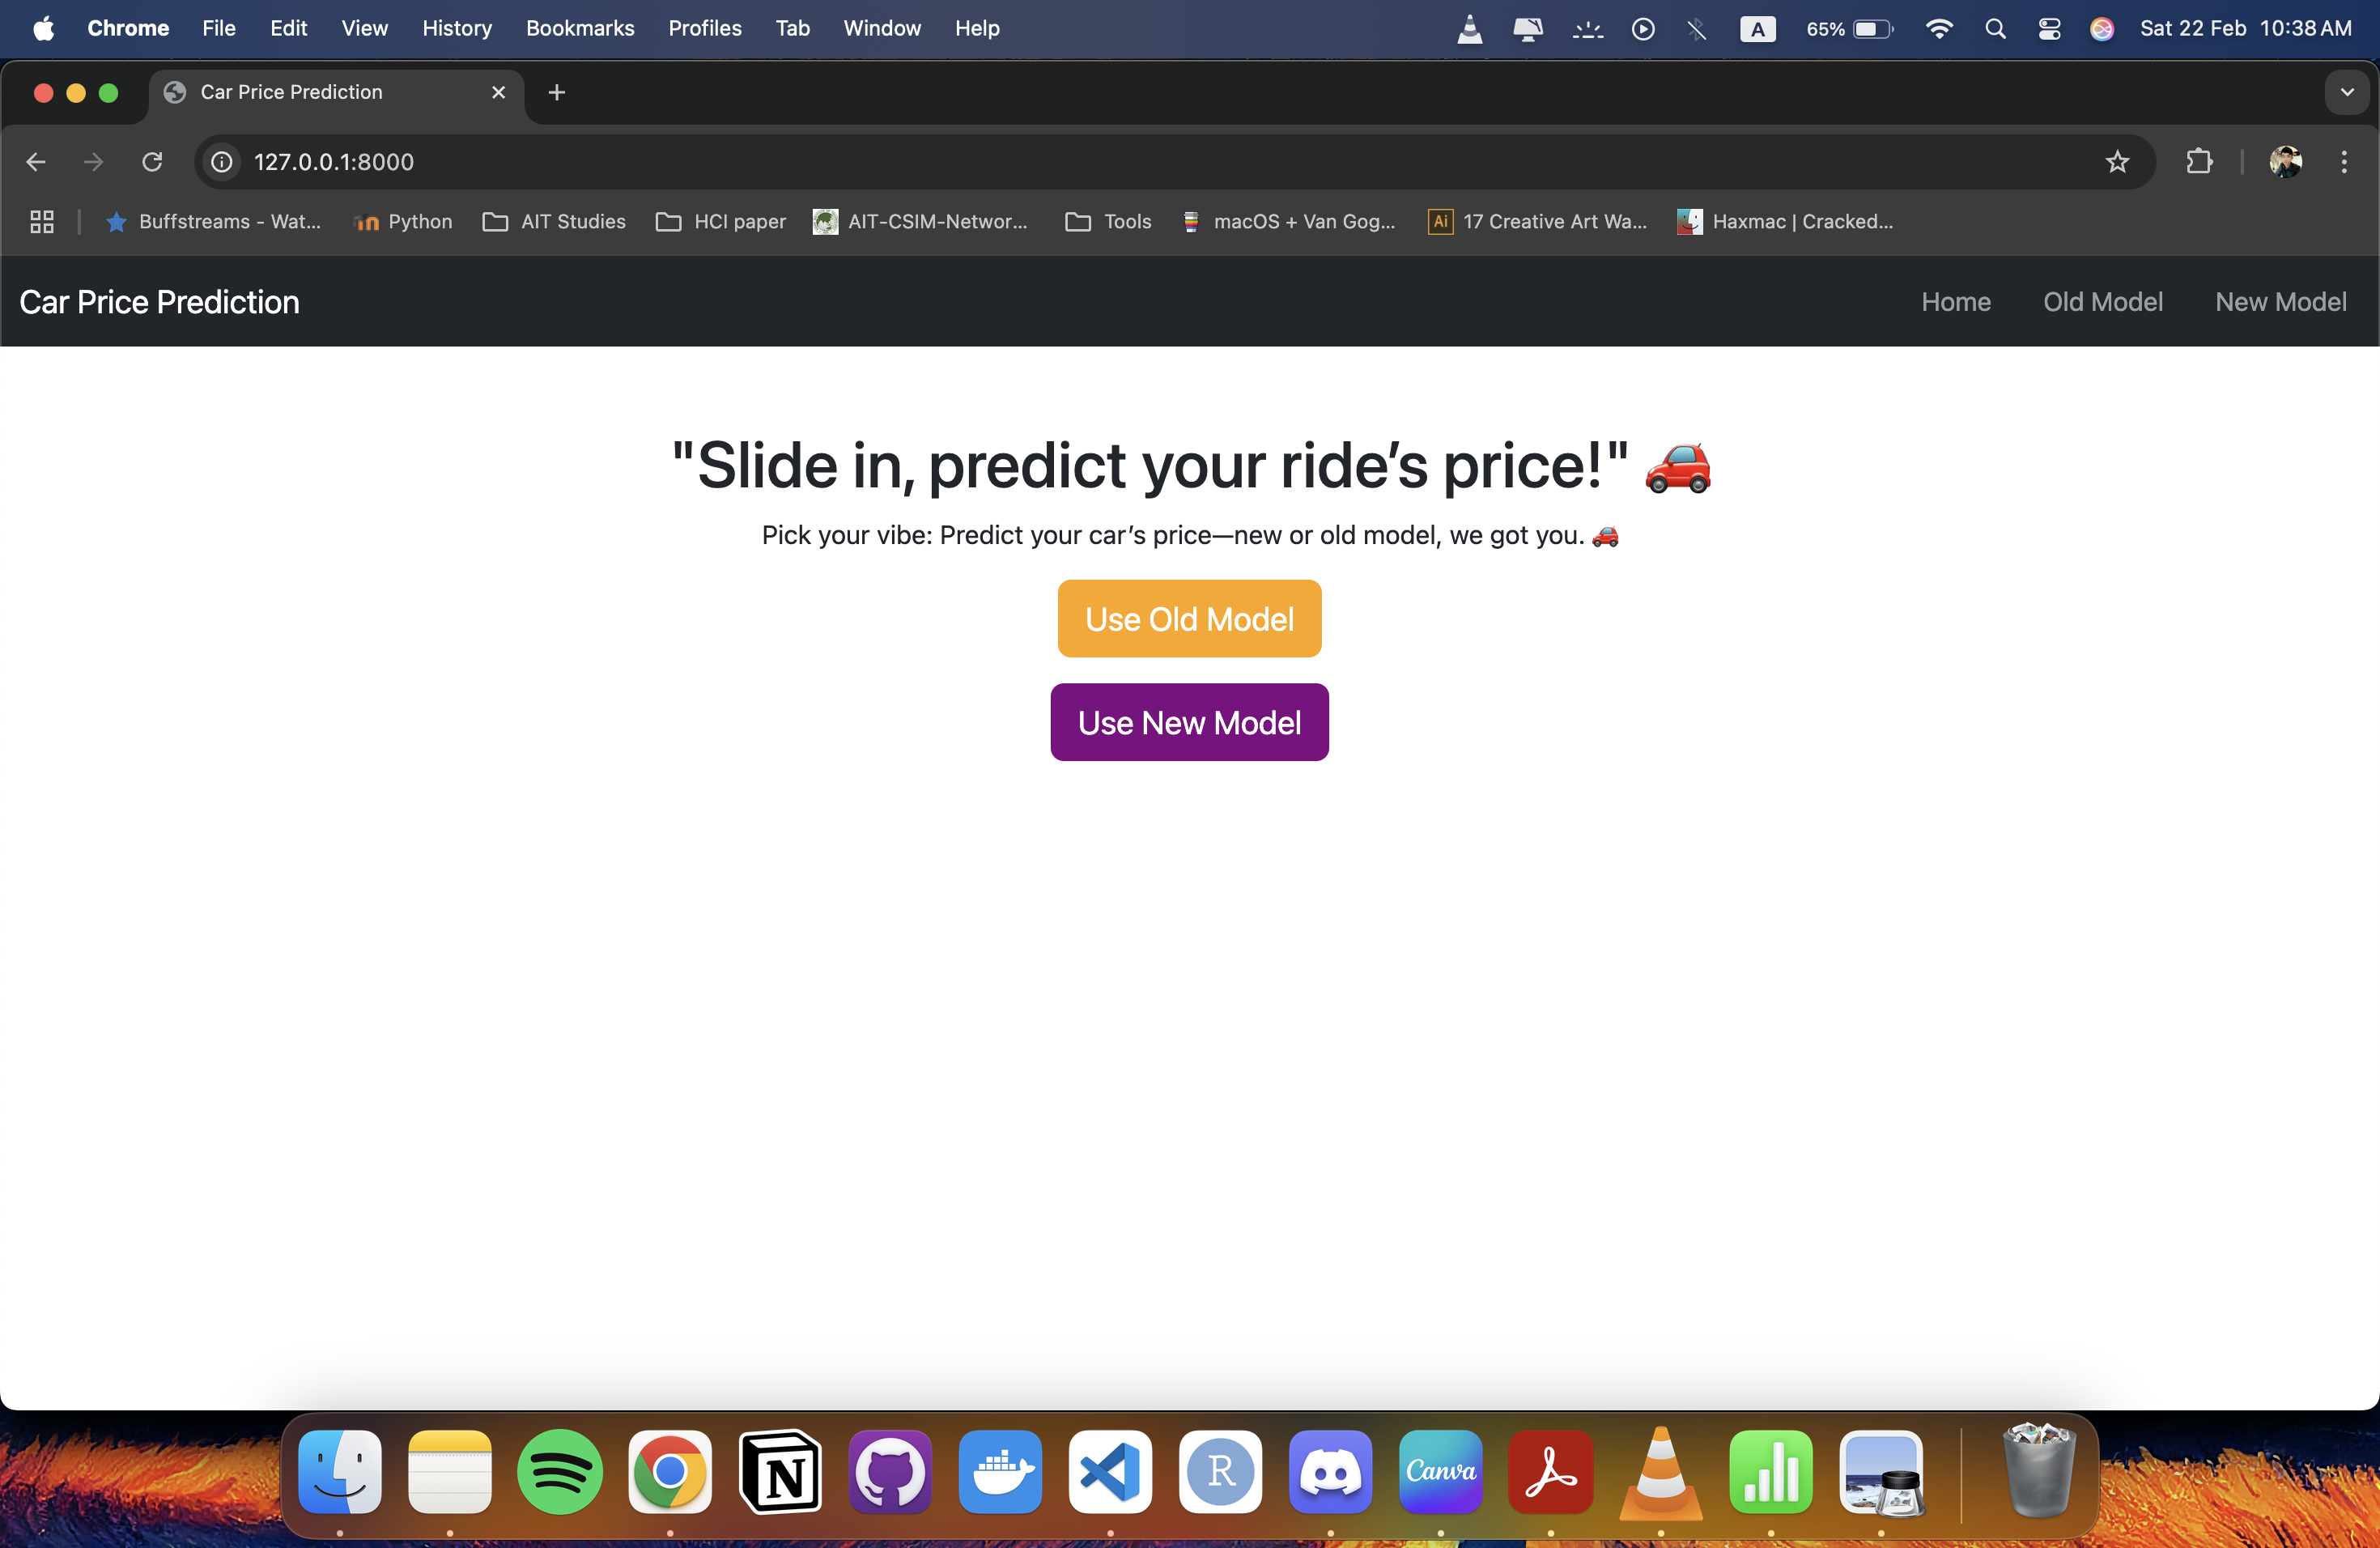 Chrome File Edit View History Bookmarks Profiles Tab Window Help A 65% Sat 22 Feb 10:38 AM
Car Price Prediction
127.0.0.1:8000
Buffstreams - Wat... Python AIT Studies HCI paper AIT-CSIM-Networ... Tools macOS + Van Gog... Ai 17 Creative Art Wa... Haxmac | Cracked...
Car Price Prediction Home Old Model New Model
"Slide in, predict your ride’s price!" 🚗
Pick your vibe: Predict your car’s price—new or old model, we got you. 🚗
Use Old Model
Use New Model
N R Canva